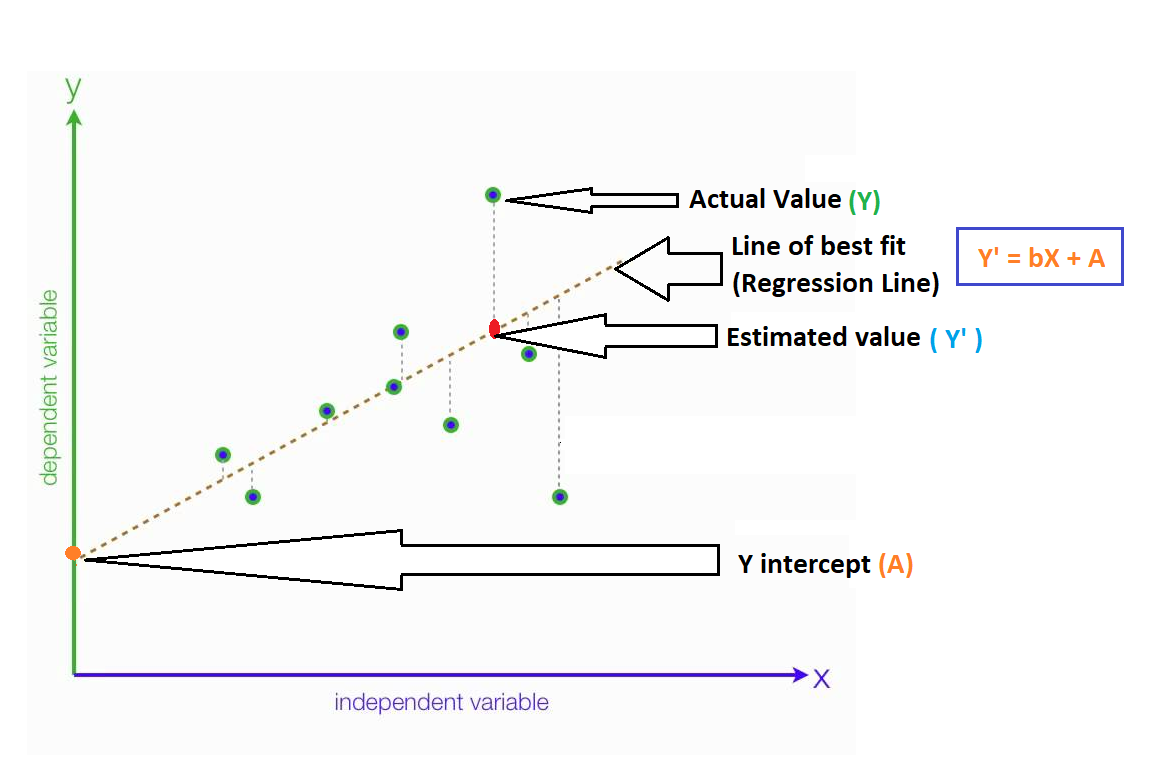 y
Actual Value (Y)
Line of best fit
(Regression Line)
Y' = bX + A
Estimated value ( Y' )
dependent variable
Y intercept (A)
X
independent variable